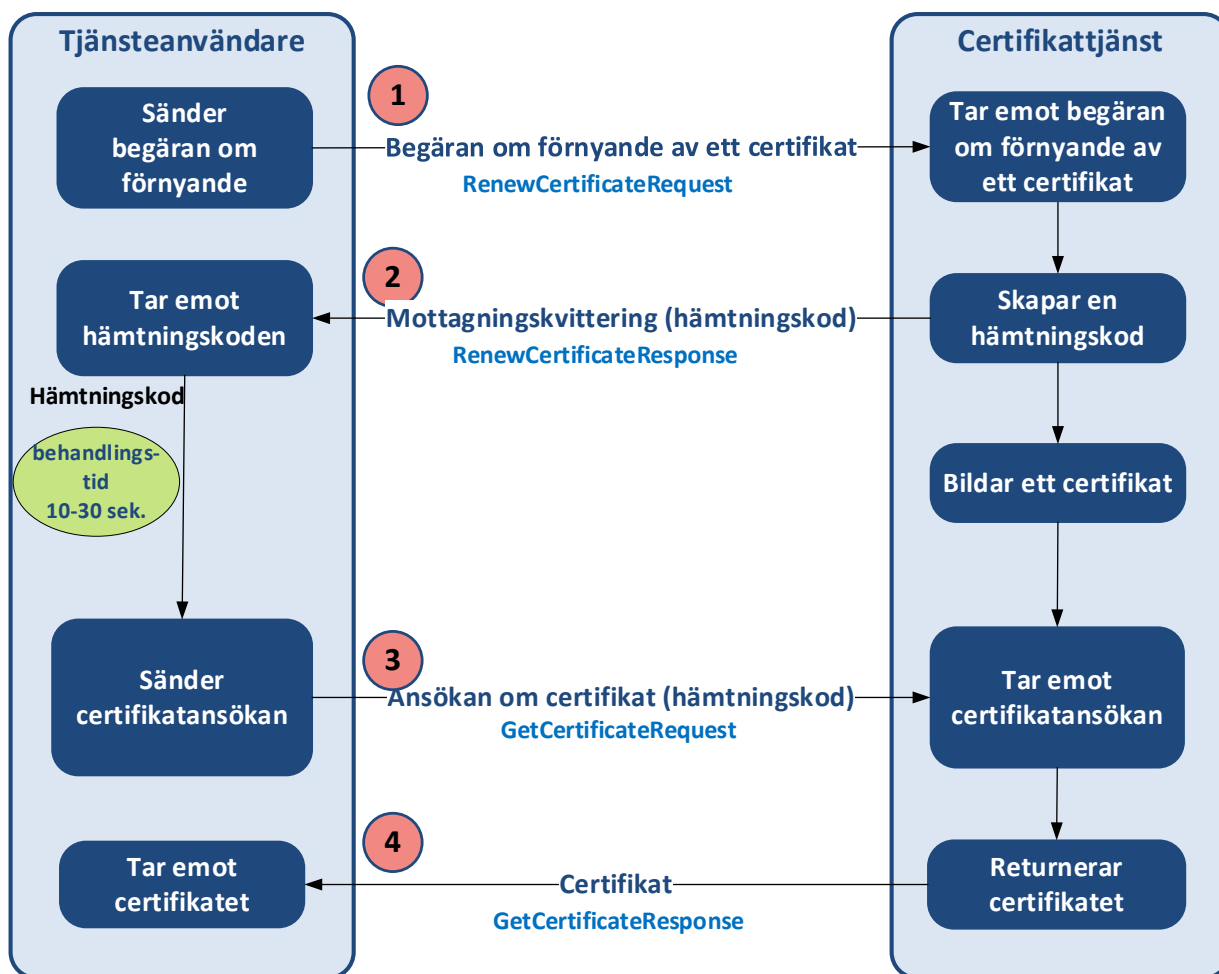 Tjänsteanvändare
Certifikattjänst
1
Sänder
begäran om
förnyande
Begäran om förnyande av ett certifikat
RenewCertificateRequest
Tar emot begäran
om förnyande av
ett certifikat
2
Tar emot
hämtningskoden
Mottagningskvittering (hämtningskod)
RenewCertificateResponse
Skapar en
hämtningskod
Hämtningskod
behandlings-
tid
10-30 sek.
Bildar ett certifikat
3
Sänder
certifikatansökan
Ansökan om certifikat (hämtningskod)
GetCertificateRequest
Tar emot
certifikatansökan
4
Tar emot
certifikatet
Certifikat
GetCertificateResponse
Returnerar
certifikatet